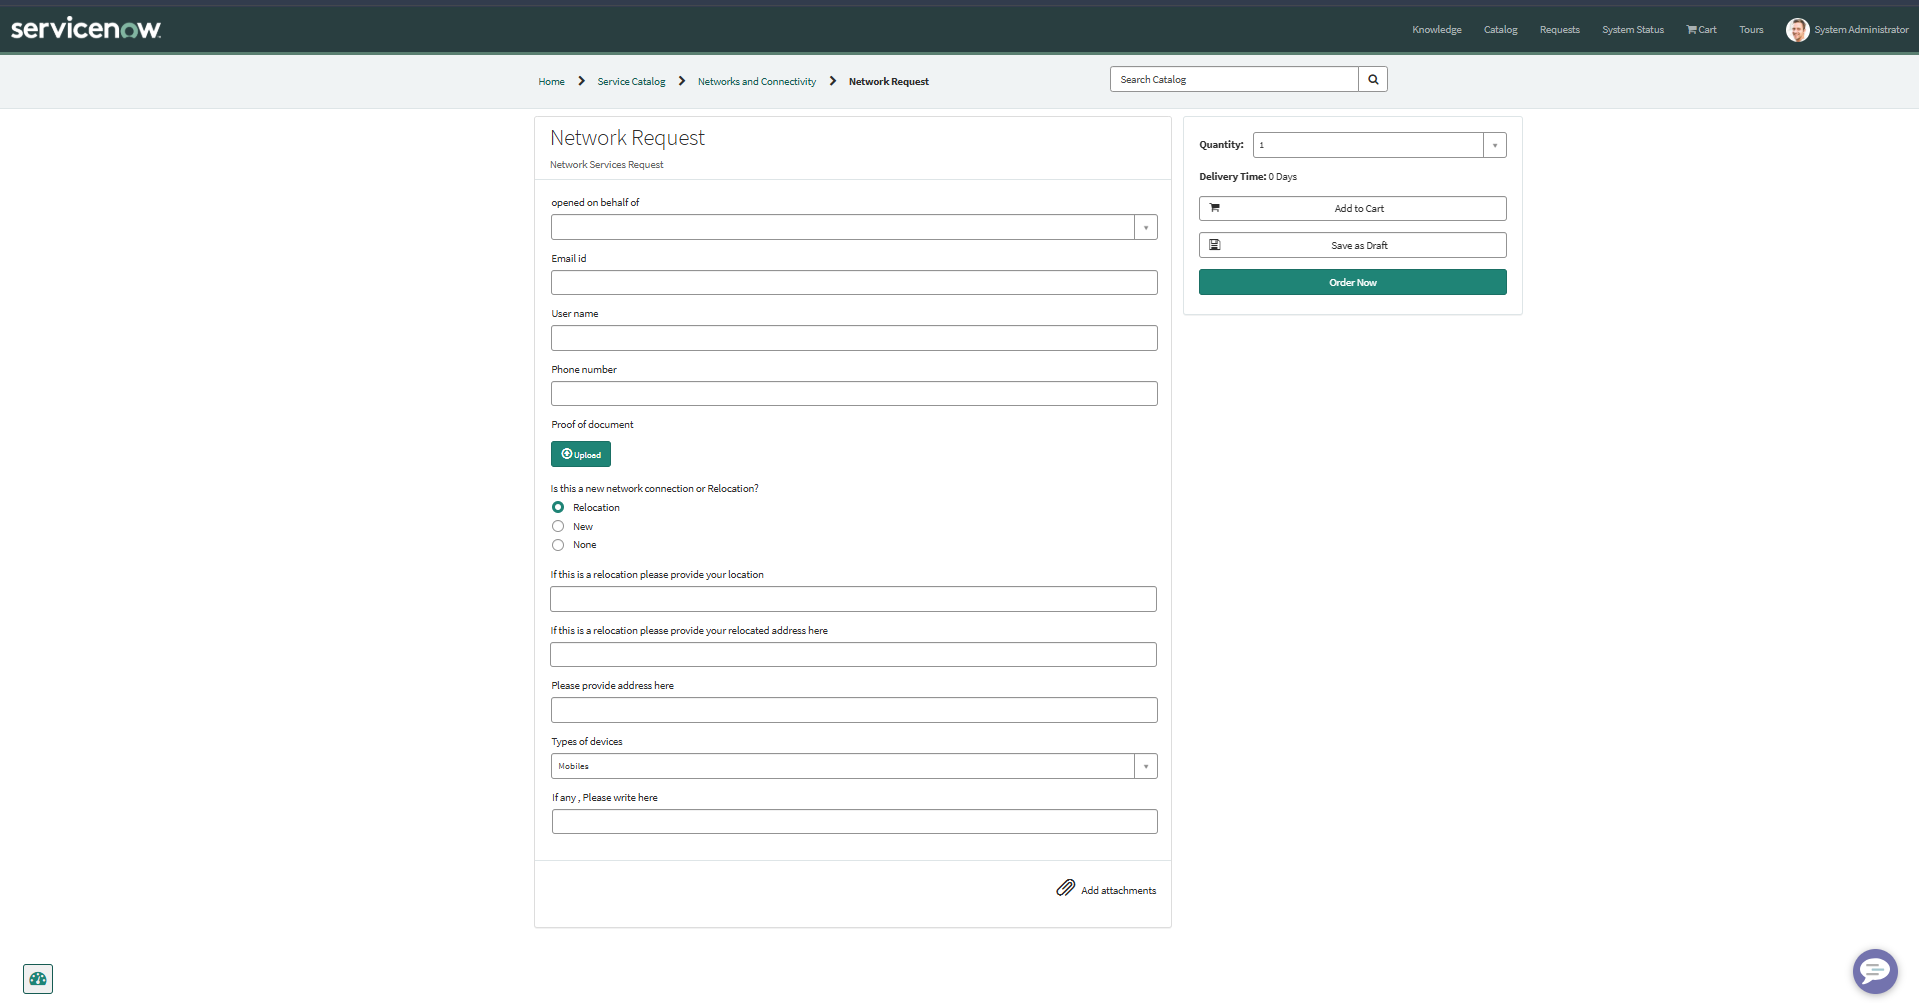 servicenow
Knowledge Catalog Requests System Status Cart Tours System Administrator
Home Service Catalog Networks and Connectivity Network Request
Search Catalog
Network Request
Network Services Request
opened on behalf of
Email id
User name
Phone number
Proof of document
Upload
Is this a new network connection or Relocation?
Relocation
New
None
If this is a relocation please provide your location
If this is a relocation please provide your relocated address here
Please provide address here
Types of devices
Mobiles
If any , Please write here
Add attachments
Quantity: 1
Delivery Time: 0 Days
Add to Cart
Save as Draft
Order Now